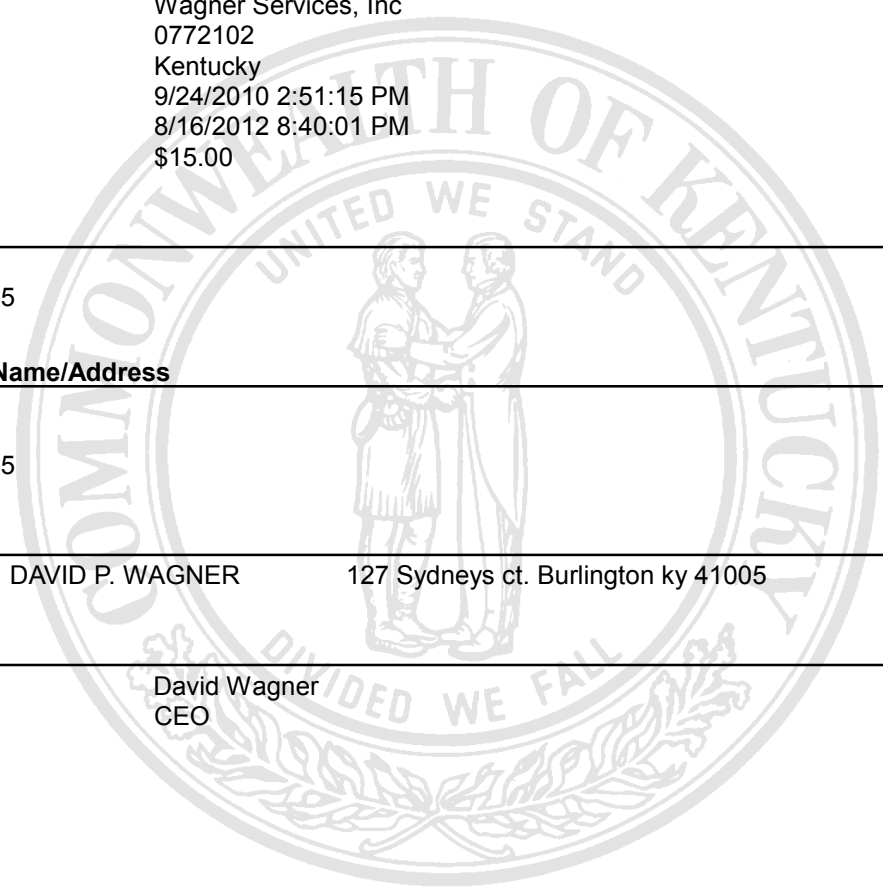 Wagner Services, Inc
0772102
Kentucky
9/24/2010 2:51:15 PM
8/16/2012 8:40:01 PM
$15.00
COMMONWEALTH OF KENTUCKY
UNITED WE STAND
5
Name/Address
5
DAVID P. WAGNER 127 Sydneys ct. Burlington ky 41005
DIVIDED WE FALL
David Wagner
CEO